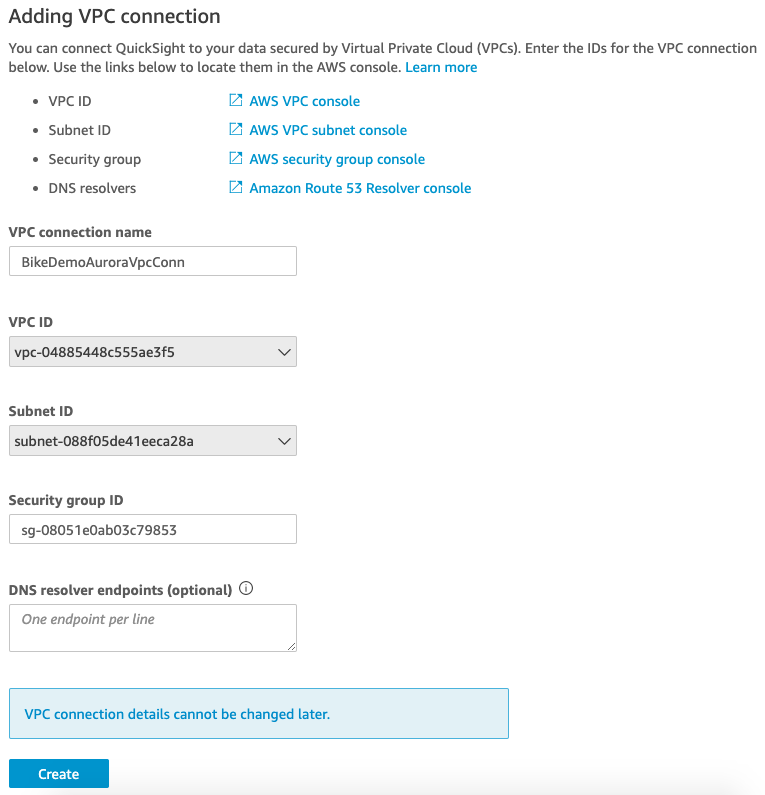 Adding VPC connection
You can connect QuickSight to your data secured by Virtual Private Cloud (VPCs). Enter the IDs for the VPC connection
below. Use the links below to locate them in the AWS console. Learn more
• VPC ID AWS VPC console
• Subnet ID AWS VPC subnet console
• Security group AWS security group console
• DNS resolvers Amazon Route 53 Resolver console
VPC connection name
BikeDemoAuroraVpcConn
VPC ID
vpc-04885448c555ae3f5
Subnet ID
subnet-088f05de41eeca28a
Security group ID
sg-08051e0ab03c79853
DNS resolver endpoints (optional)
One endpoint per line
VPC connection details cannot be changed later.
Create